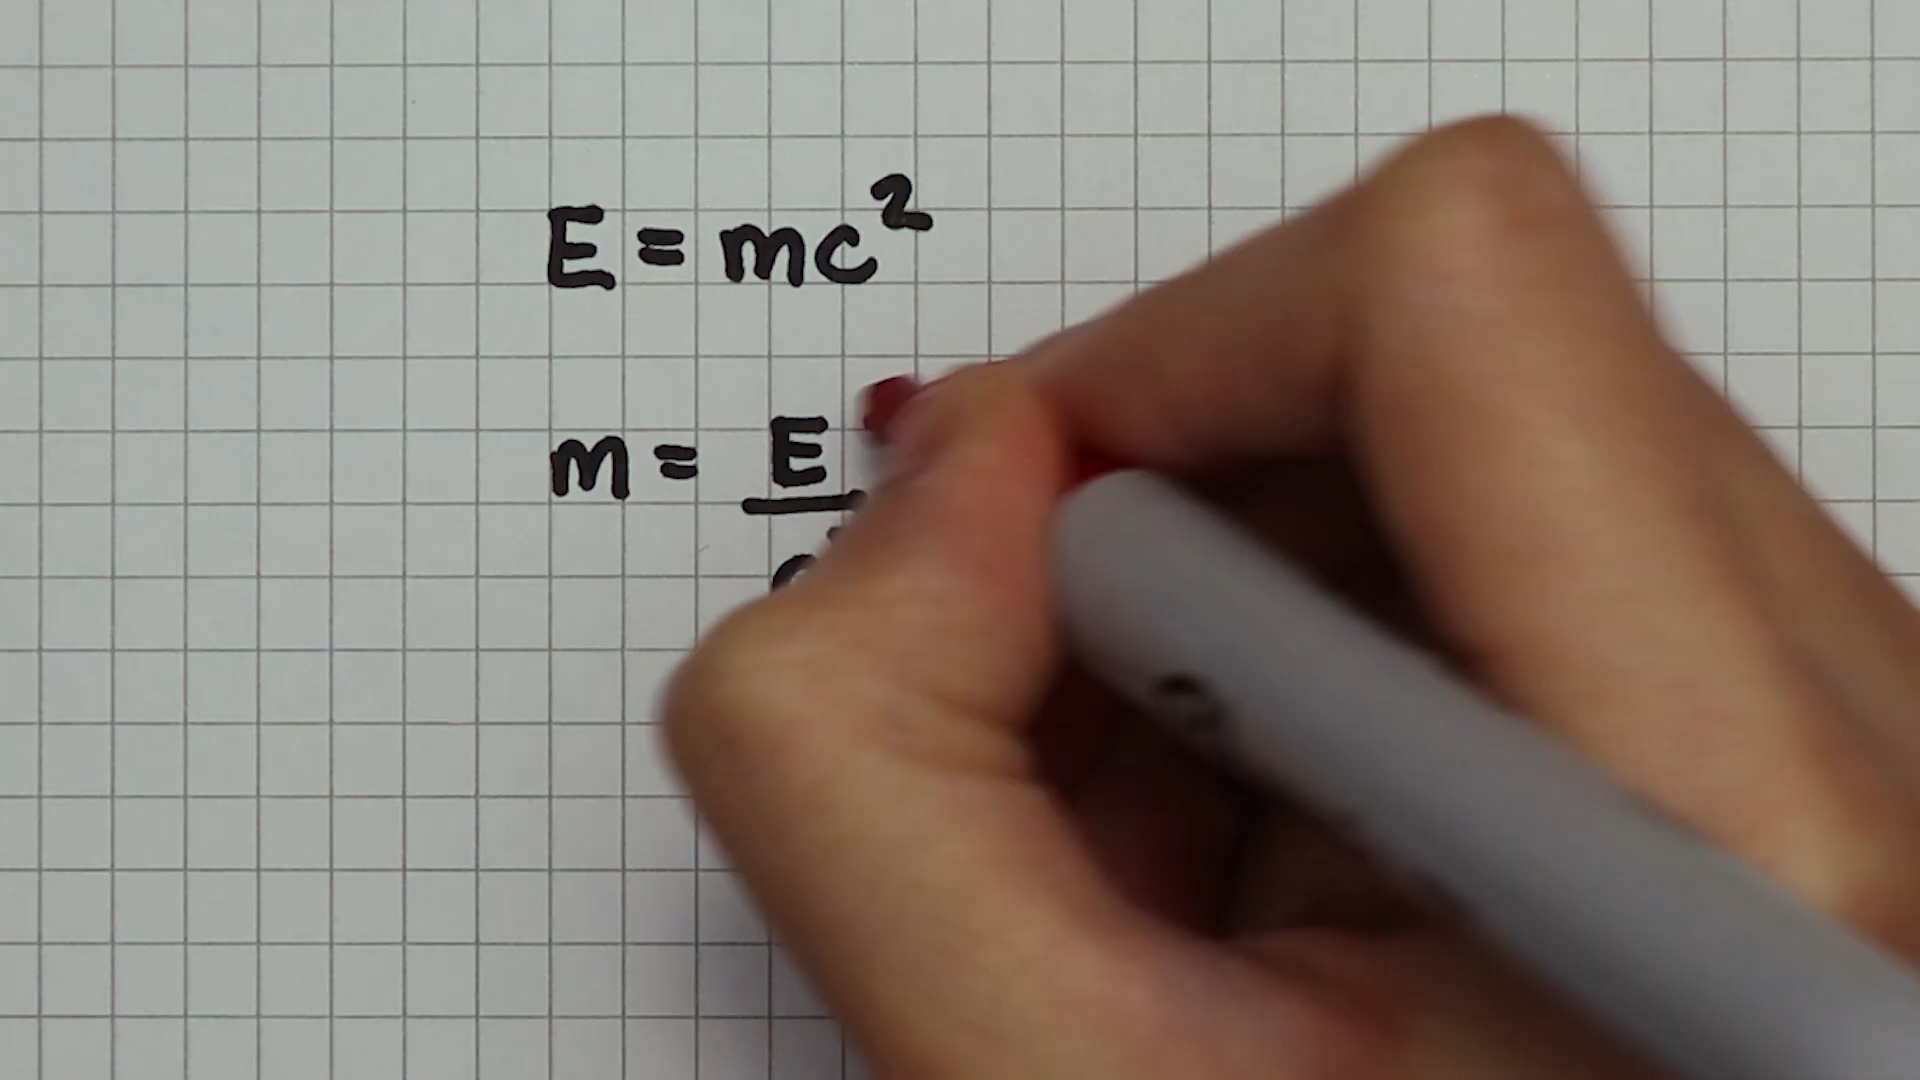 E = mc²
m = E
c